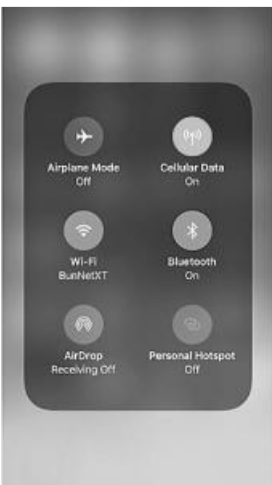 Airplane Mode
Off
Cellular Data
On
Wi-Fi
BunNetXT
Bluetooth
On
AirDrop
Receiving Off
Personal Hotspot
Off